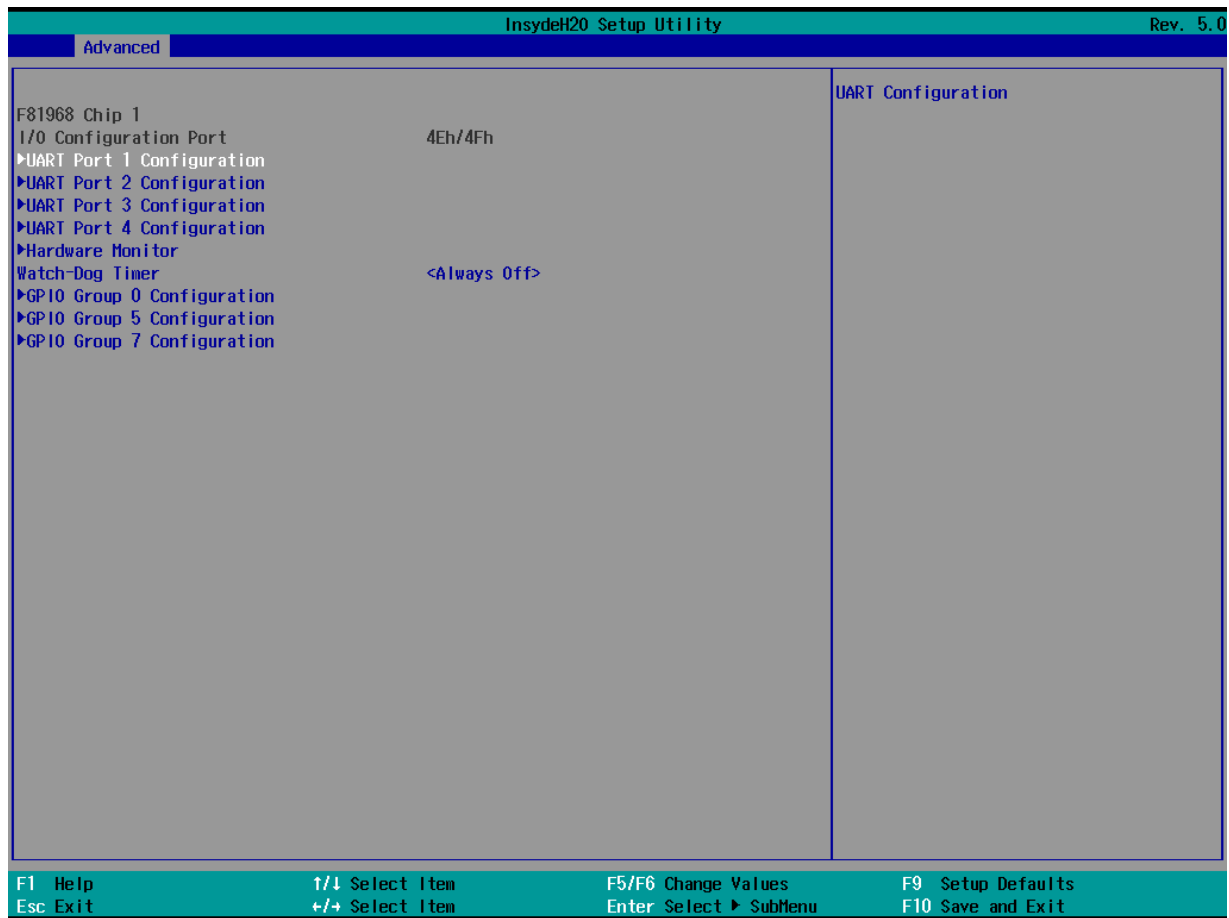 InsydeH20 Setup Utility Rev. 5.0
Advanced
UART Configuration
F81968 Chip 1
I/O Configuration Port 4Eh/4Fh
▶UART Port 1 Configuration
▶UART Port 2 Configuration
▶UART Port 3 Configuration
▶UART Port 4 Configuration
▶Hardware Monitor
Watch-Dog Timer <Always Off>
▶GPIO Group 0 Configuration
▶GPIO Group 5 Configuration
▶GPIO Group 7 Configuration
F1 Help ↑/↓ Select Item F5/F6 Change Values F9 Setup Defaults
Esc Exit ←/→ Select Item Enter Select ▶ SubMenu F10 Save and Exit